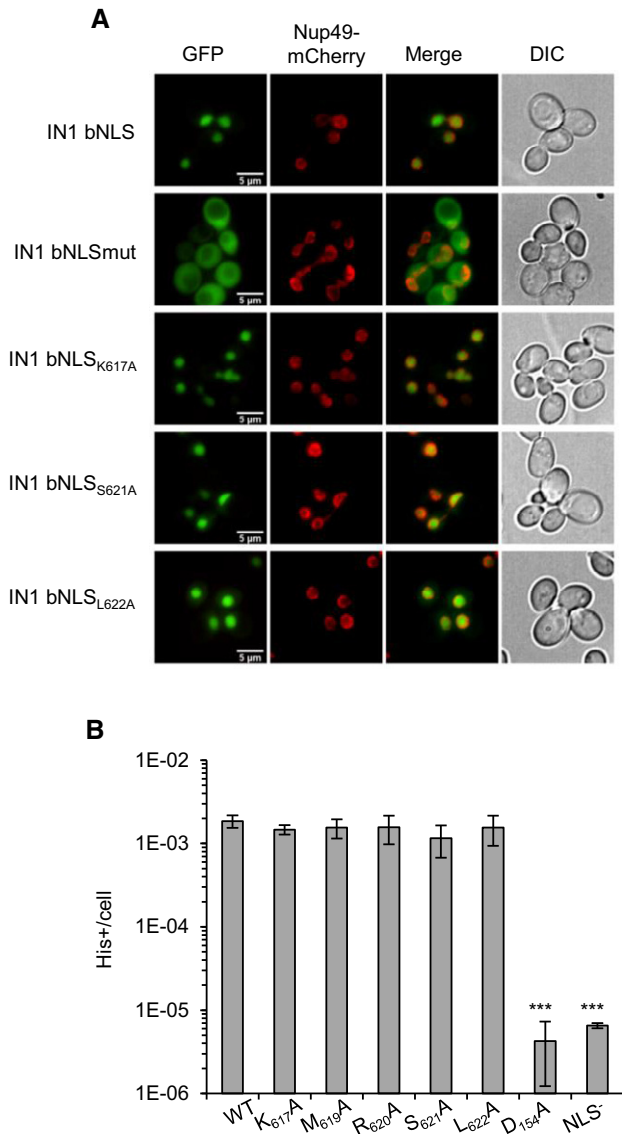 A
GFP
Nup49-
mCherry
Merge
DIC
IN1 bNLS
5 µm
IN1 bNLSmut
5 µm
IN1 bNLSK617A
5 µm
IN1 bNLSS621A
5 µm
IN1 bNLSL622A
5 µm
B
1E-02
1E-03
1E-04
1E-05
1E-06
His+/cell
*** ***
WT K617A M619A R620A S621A L622A D154A NLS-